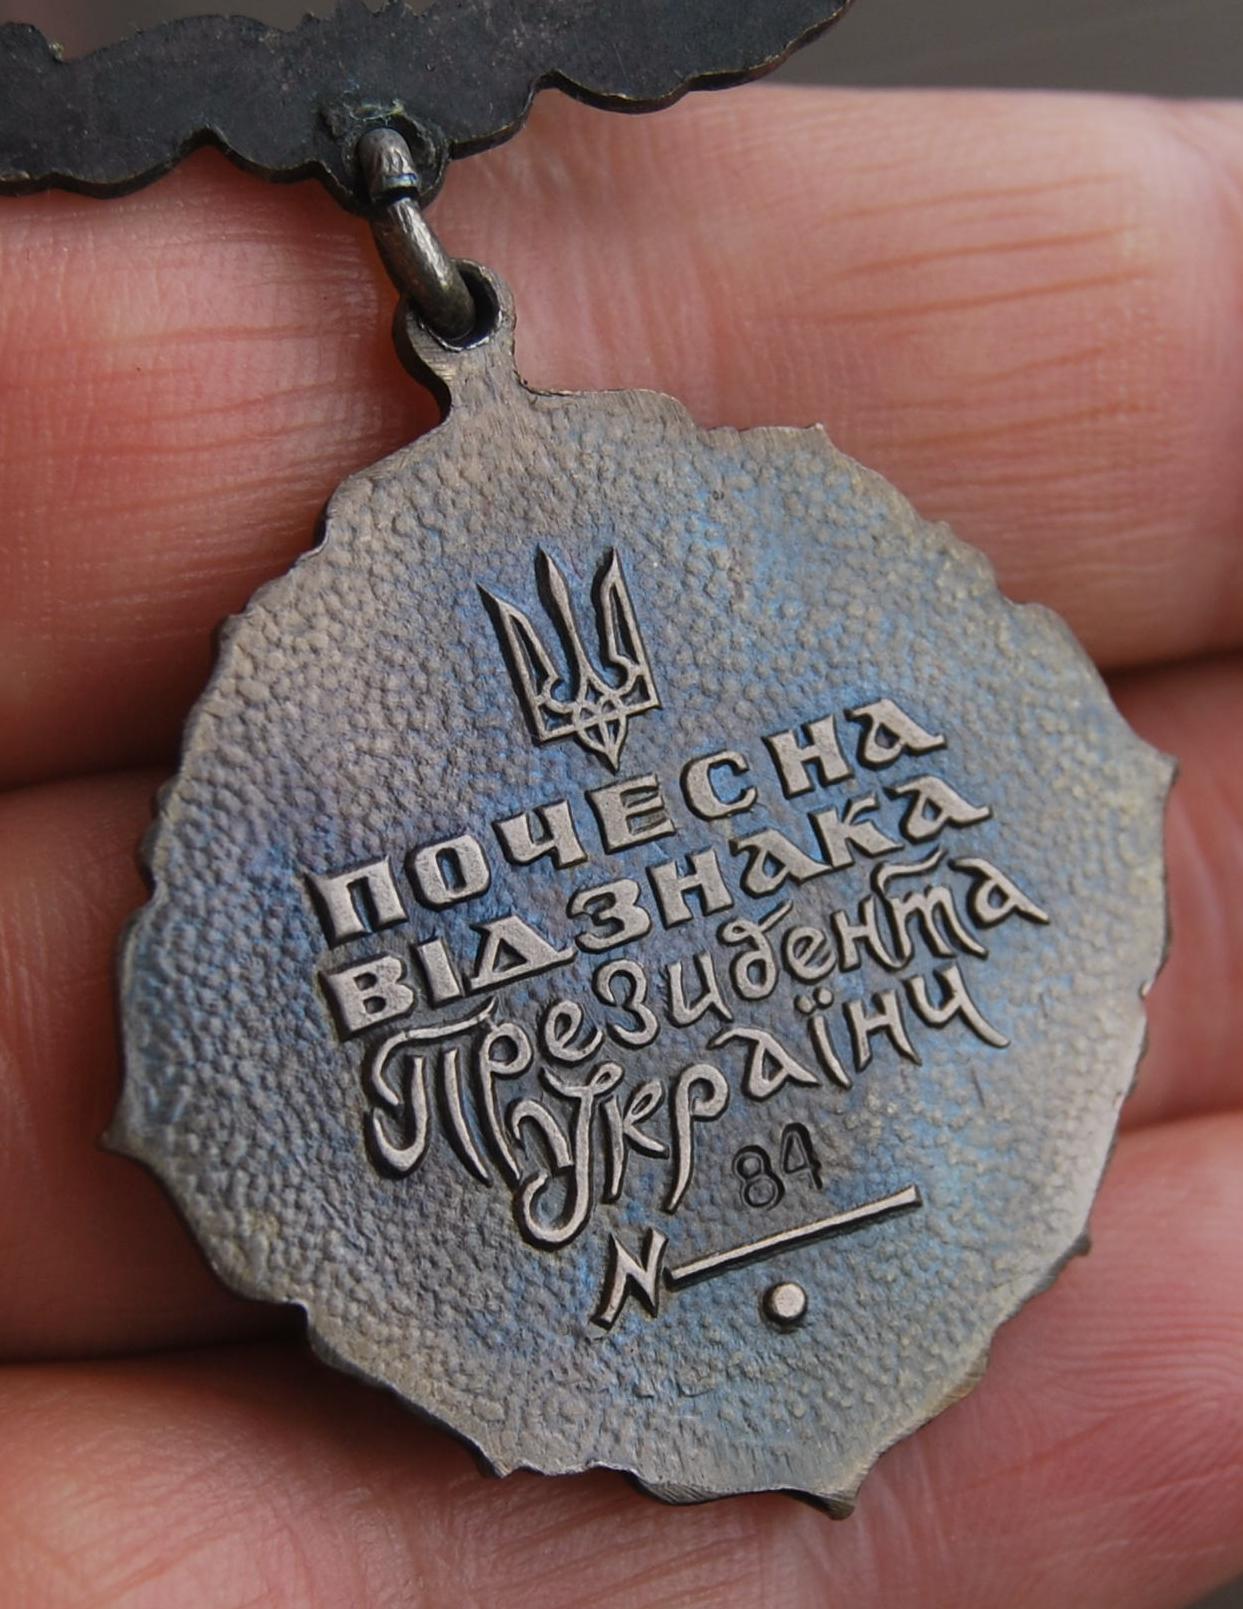 ПОЧЕСНА
ВІДЗНАКА
Президента
України
N 84